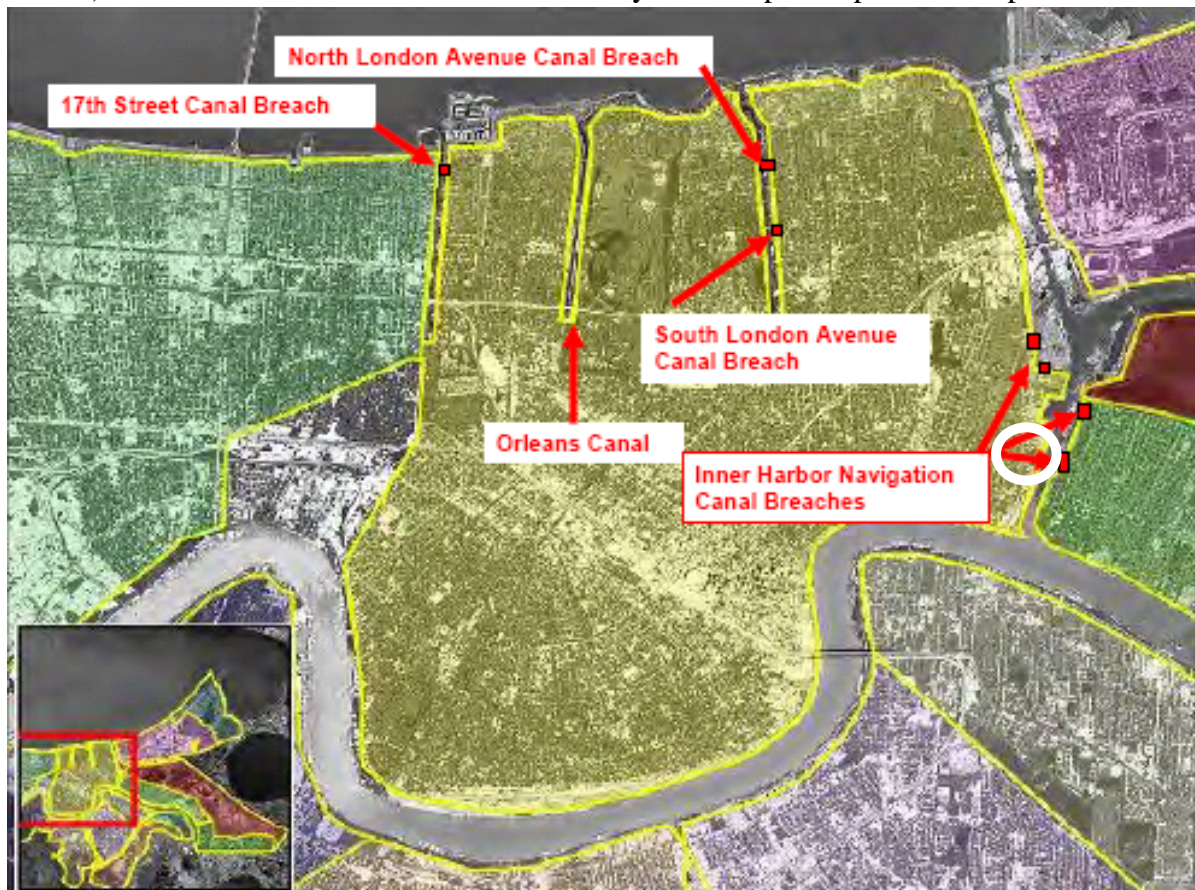 North London Avenue Canal Breach
17th Street Canal Breach
South London Avenue
Canal Breach
Orleans Canal
Inner Harbor Navigation
Canal Breaches